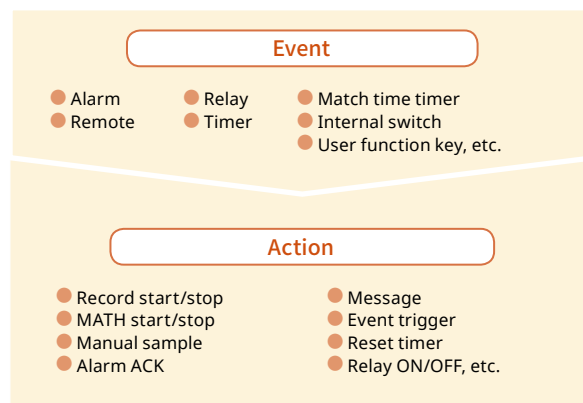 Event
Alarm
Remote
Relay
Timer
Match time timer
Internal switch
User function key, etc.
Action
Record start/stop
MATH start/stop
Manual sample
Alarm ACK
Message
Event trigger
Reset timer
Relay ON/OFF, etc.